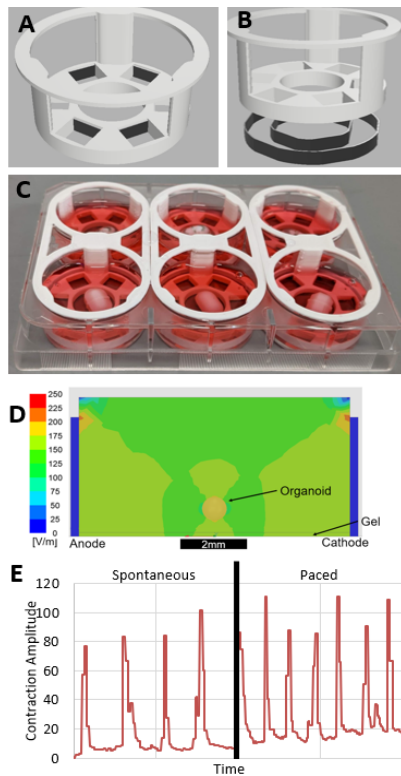 A
B
C
D
250
225
200
175
150
125
100
75
50
25
0
[V/m]
Organoid
Gel
Anode
2mm
Cathode
E
Spontaneous
Paced
Contraction Amplitude
120
100
80
60
40
20
0
Time